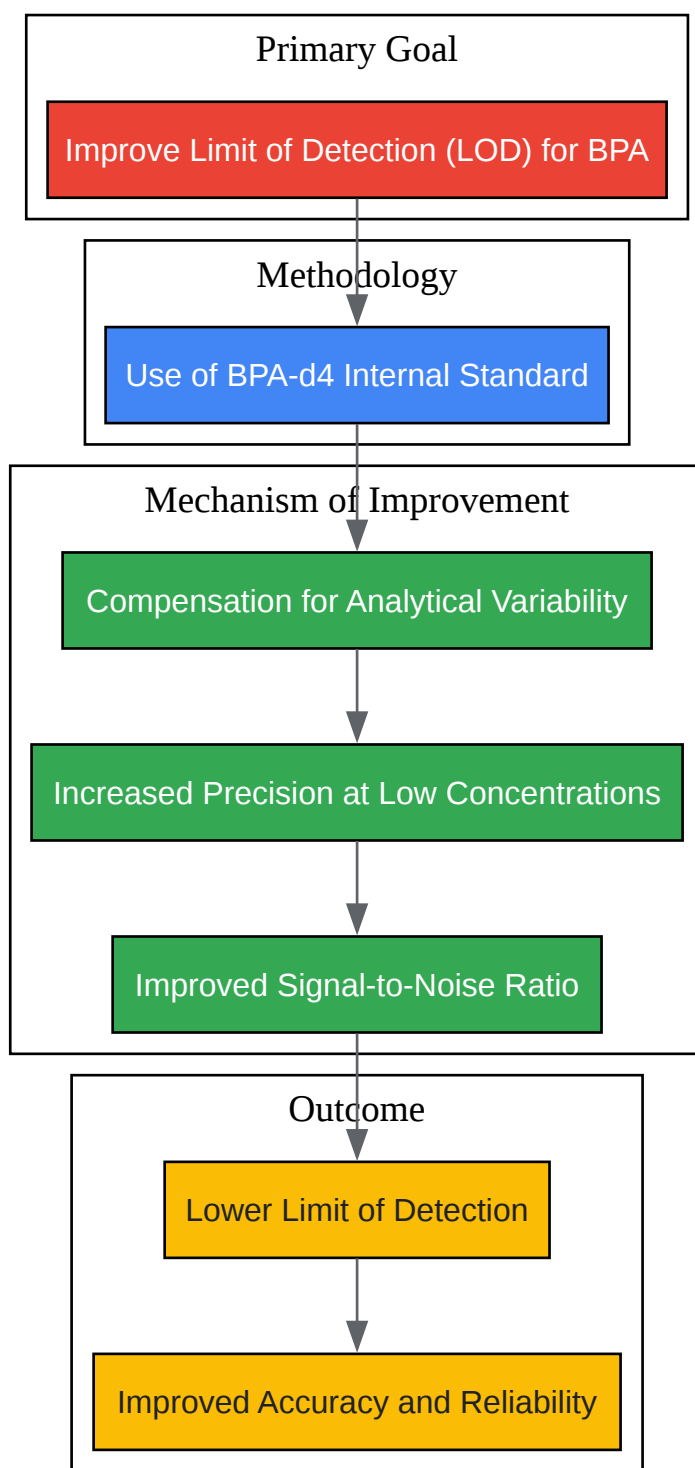 Primary Goal
Improve Limit of Detection (LOD) for BPA
Methodology
Use of BPA-d4 Internal Standard
Mechanism of Improvement
Compensation for Analytical Variability
Increased Precision at Low Concentrations
Improved Signal-to-Noise Ratio
Outcome
Lower Limit of Detection
Improved Accuracy and Reliability